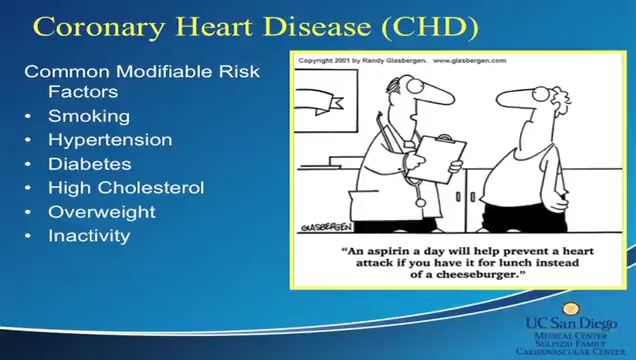 Coronary Heart Disease (CHD)
Common Modifiable Risk
Factors
• Smoking
• Hypertension
• Diabetes
• High Cholesterol
• Overweight
• Inactivity
Copyright 2001 by Randy Glasbergen. www.glasbergen.com
GLASBERGEN
"An aspirin a day will help prevent a heart
attack if you have it for lunch instead
of a cheeseburger."
UC San Diego
MEDICAL CENTER
SULPIZIO FAMILY
CARDIOVASCULAR CENTER